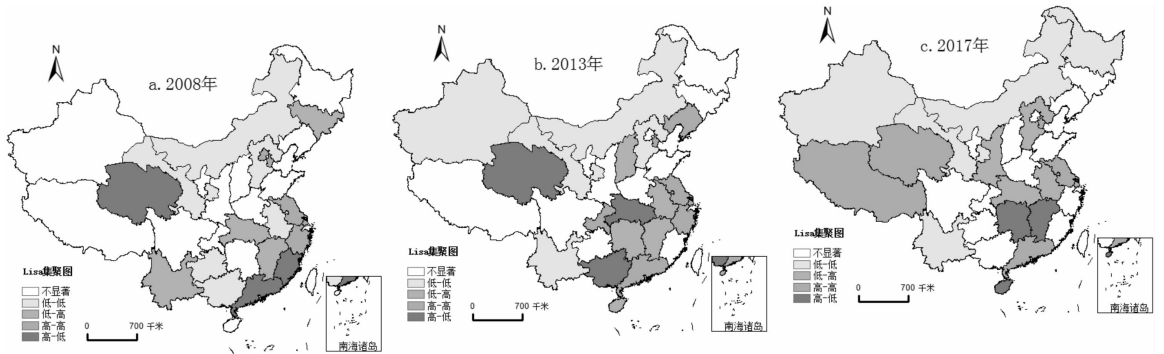 N
a.2008年
Lisa集聚图
不显著
低-低
低-高
高-高
高-低
0 700 千米
南海诸岛
N
b.2013年
Lisa集聚图
不显著
低-低
低-高
高-高
高-低
0 700 千米
南海诸岛
N
c.2017年
Lisa集聚图
不显著
低-低
低-高
高-高
高-低
0 700 千米
南海诸岛